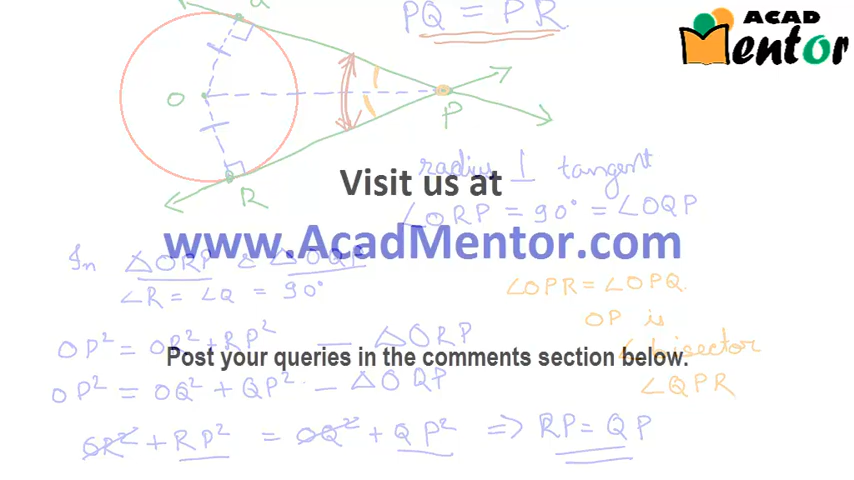 Q
PQ = PR
ACAD
Mentor
O
P
R
radius ⊥ tangent
Visit us at
∠ORP = 90° = ∠OQP
www.AcadMentor.com
In △ORP & △OQP
∠R = ∠Q = 90°
∠OPR = ∠OPQ.
OP is
∠bisector
∠QPR
OP² = OR² + RP² — △ORP
Post your queries in the comments section below.
OP² = OQ² + QP² — △OQP
OR² + RP² = OQ² + QP² ⇒ RP = QP